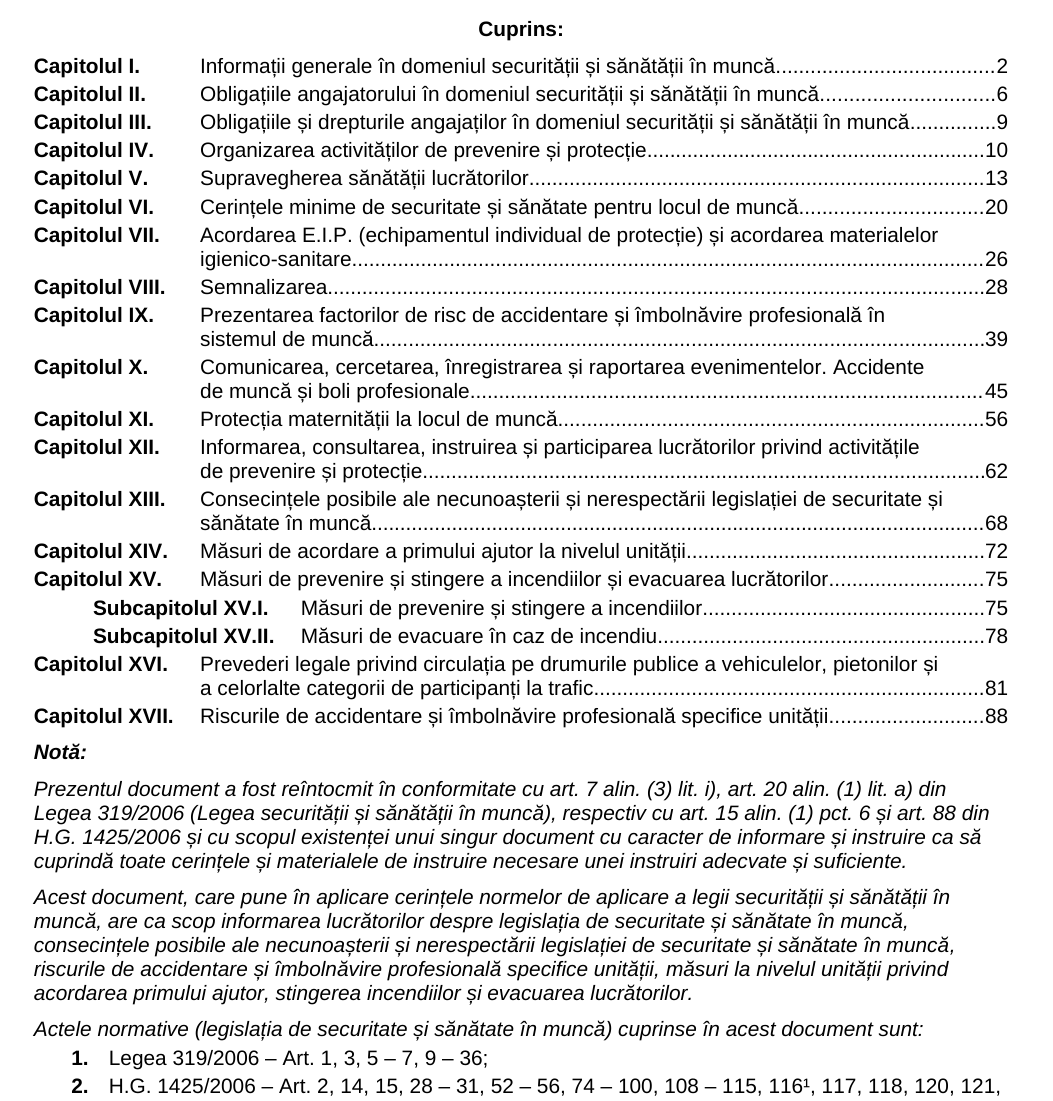 Cuprins:
Capitolul I. Informații generale în domeniul securității și sănătății în muncă.....................................2
Capitolul II. Obligațiile angajatorului în domeniul securității și sănătății în muncă..............................6
Capitolul III. Obligațiile și drepturile angajaților în domeniul securității și sănătății în muncă...............9
Capitolul IV. Organizarea activităților de prevenire și protecție.........................................................10
Capitolul V. Supravegherea sănătății lucrătorilor.............................................................................13
Capitolul VI. Cerințele minime de securitate și sănătate pentru locul de muncă................................20
Capitolul VII. Acordarea E.I.P. (echipamentul individual de protecție) și acordarea materialelor
igienico-sanitare...........................................................................................................26
Capitolul VIII. Semnalizarea...............................................................................................................28
Capitolul IX. Prezentarea factorilor de risc de accidentare și îmbolnăvire profesională în
sistemul de muncă.......................................................................................................39
Capitolul X. Comunicarea, cercetarea, înregistrarea și raportarea evenimentelor. Accidente
de muncă și boli profesionale.......................................................................................45
Capitolul XI. Protecția maternității la locul de muncă........................................................................56
Capitolul XII. Informarea, consultarea, instruirea și participarea lucrătorilor privind activitățile
de prevenire și protecție...............................................................................................62
Capitolul XIII. Consecințele posibile ale necunoașterii și nerespectării legislației de securitate și
sănătate în muncă.......................................................................................................68
Capitolul XIV. Măsuri de acordare a primului ajutor la nivelul unității..................................................72
Capitolul XV. Măsuri de prevenire și stingere a incendiilor și evacuarea lucrătorilor..........................75
Subcapitolul XV.I. Măsuri de prevenire și stingere a incendiilor................................................75
Subcapitolul XV.II. Măsuri de evacuare în caz de incendiu.......................................................78
Capitolul XVI. Prevederi legale privind circulația pe drumurile publice a vehiculelor, pietonilor și
a celorlalte categorii de participanți la trafic..................................................................81
Capitolul XVII. Riscurile de accidentare și îmbolnăvire profesională specifice unității..........................88
Notă:
Prezentul document a fost reîntocmit în conformitate cu art. 7 alin. (3) lit. i), art. 20 alin. (1) lit. a) din
Legea 319/2006 (Legea securității și sănătății în muncă), respectiv cu art. 15 alin. (1) pct. 6 și art. 88 din
H.G. 1425/2006 și cu scopul existenței unui singur document cu caracter de informare și instruire ca să
cuprindă toate cerințele și materialele de instruire necesare unei instruiri adecvate și suficiente.
Acest document, care pune în aplicare cerințele normelor de aplicare a legii securității și sănătății în
muncă, are ca scop informarea lucrătorilor despre legislația de securitate și sănătate în muncă,
consecințele posibile ale necunoașterii și nerespectării legislației de securitate și sănătate în muncă,
riscurile de accidentare și îmbolnăvire profesională specifice unității, măsuri la nivelul unității privind
acordarea primului ajutor, stingerea incendiilor și evacuarea lucrătorilor.
Actele normative (legislația de securitate și sănătate în muncă) cuprinse în acest document sunt:
1. Legea 319/2006 – Art. 1, 3, 5 – 7, 9 – 36;
2. H.G. 1425/2006 – Art. 2, 14, 15, 28 – 31, 52 – 56, 74 – 100, 108 – 115, 116¹, 117, 118, 120, 121,